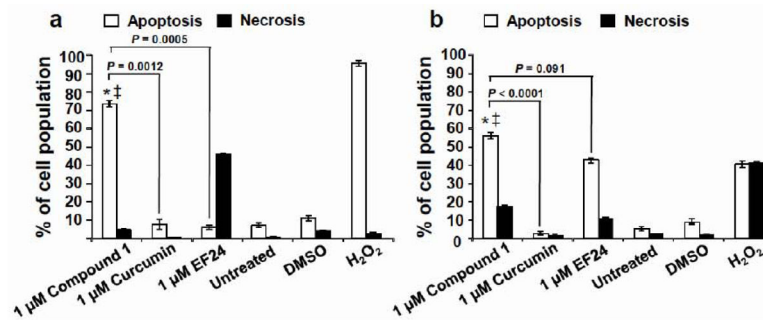 a
Apoptosis Necrosis
P = 0.0005
P = 0.0012
*‡
% of cell population
100
90
80
70
60
50
40
30
20
10
0
1 µM Compound 1
1 µM Curcumin
1 µM EF24
Untreated
DMSO
H₂O₂
b
Apoptosis Necrosis
P = 0.091
P < 0.0001
*‡
% of cell population
100
90
80
70
60
50
40
30
20
10
0
1 µM Compound 1
1 µM Curcumin
1 µM EF24
Untreated
DMSO
H₂O₂